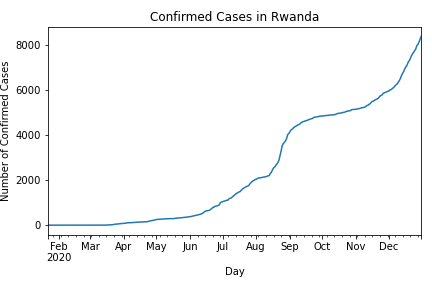 Confirmed Cases in Rwanda
Number of Confirmed Cases
8000
6000
4000
2000
0
Feb Mar Apr May Jun Jul Aug Sep Oct Nov Dec
2020
Day